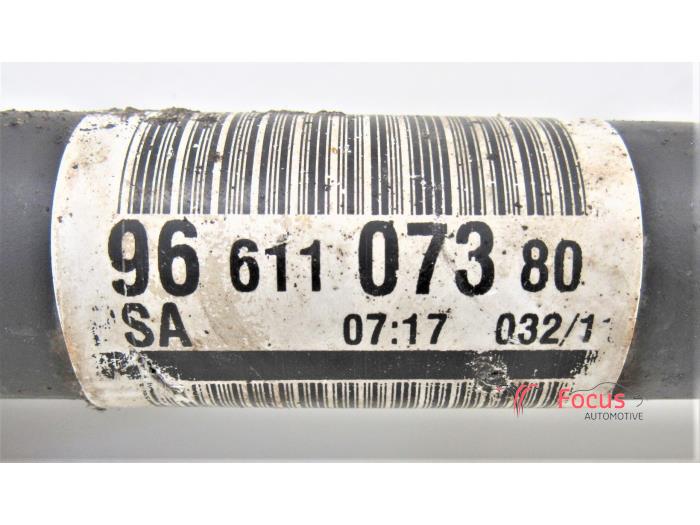 96 611 073 80
SA 07:17 032/1
Focus
AUTOMOTIVE